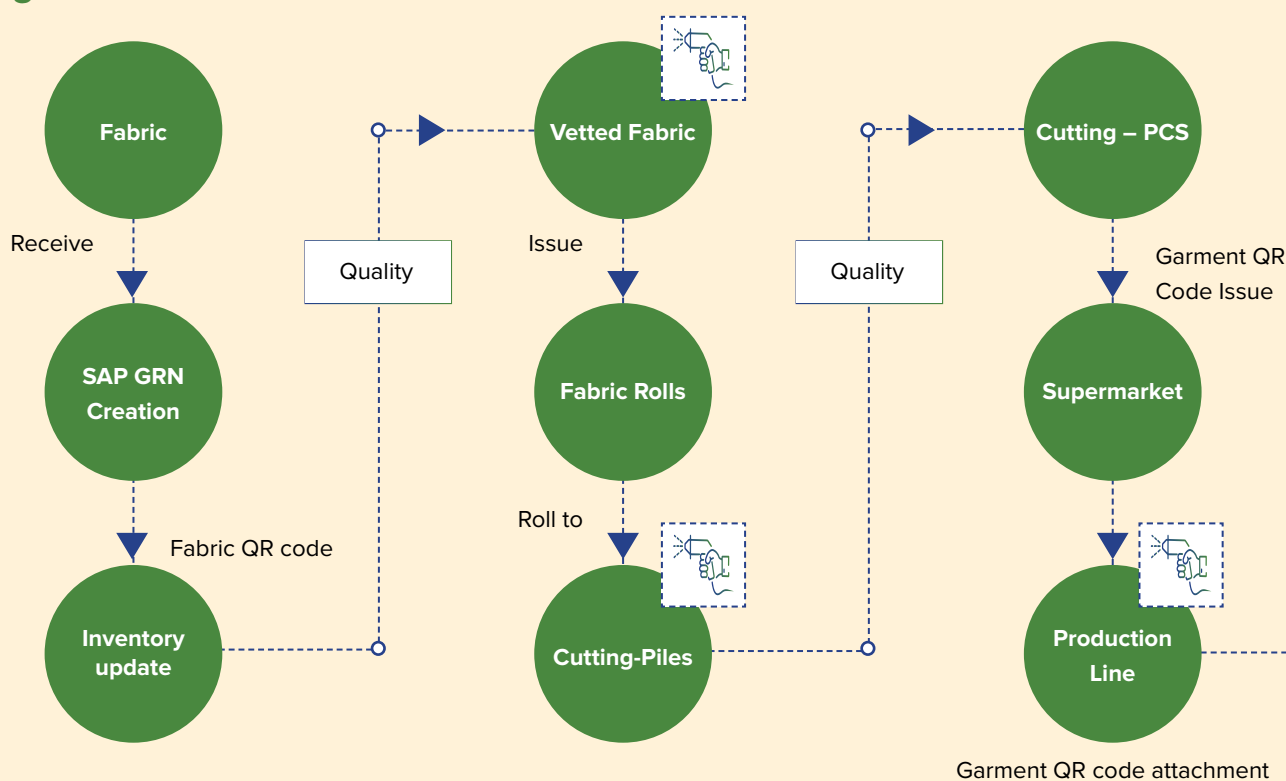 Fabric
Receive
SAP GRN
Creation
Fabric QR code
Inventory
update
Quality
Vetted Fabric
Issue
Fabric Rolls
Roll to
Cutting-Piles
Quality
Cutting – PCS
Garment QR
Code Issue
Supermarket
Production
Line
Garment QR code attachment